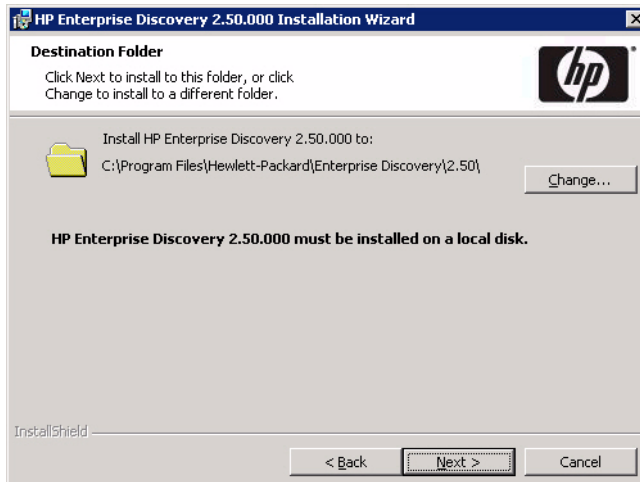 HP Enterprise Discovery 2.50.000 Installation Wizard
Destination Folder
Click Next to install to this folder, or click
Change to install to a different folder.
hp
Install HP Enterprise Discovery 2.50.000 to:
C:\Program Files\Hewlett-Packard\Enterprise Discovery\2.50\
Change...
HP Enterprise Discovery 2.50.000 must be installed on a local disk.
InstallShield
< Back
Next >
Cancel